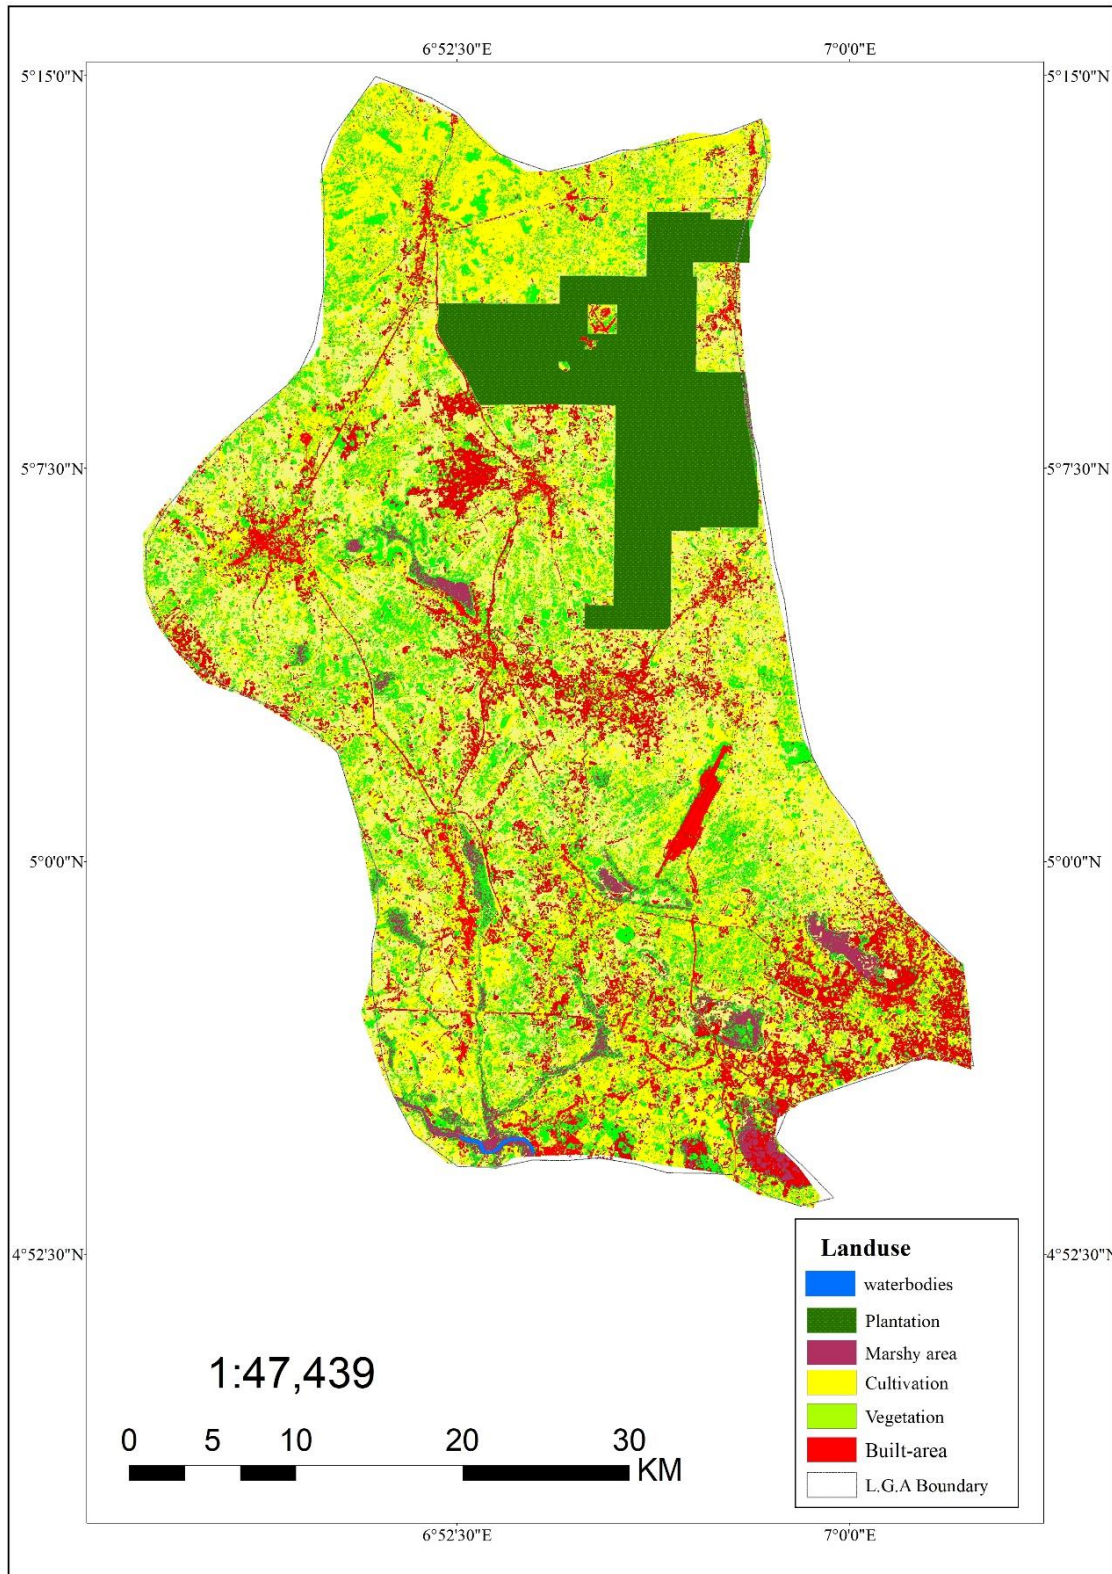 6°52'30"E 7°0'0"E
5°15'0"N 5°15'0"N
5°7'30"N 5°7'30"N
5°0'0"N 5°0'0"N
4°52'30"N 4°52'30"N
Landuse
waterbodies
Plantation
Marshy area
Cultivation
Vegetation
Built-area
L.G.A Boundary
1:47,439
0 5 10 20 30
KM
6°52'30"E 7°0'0"E